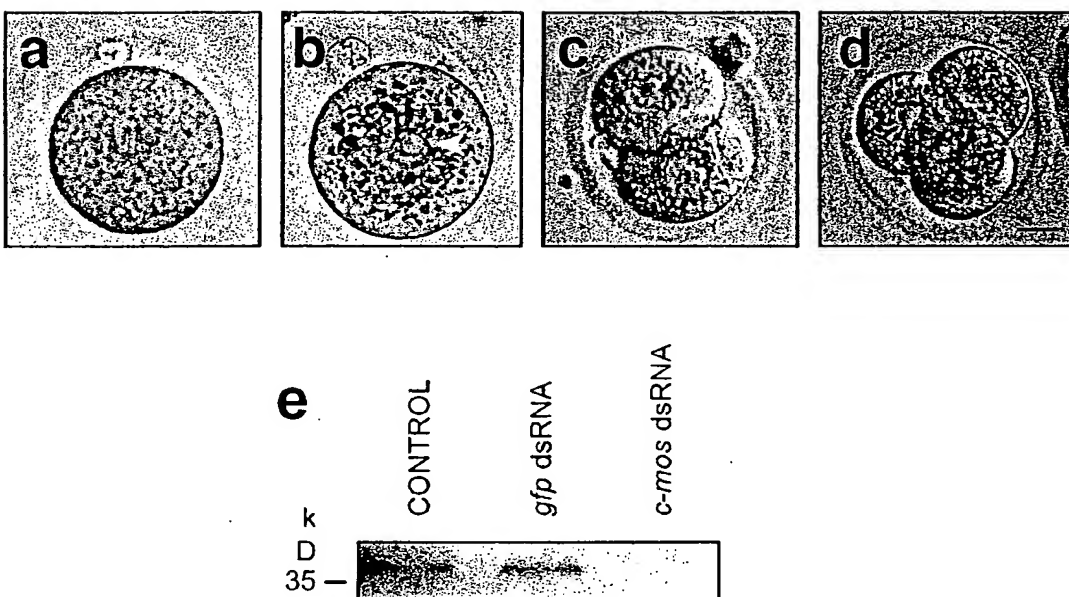 a b c d
e
CONTROL
gfp dsRNA
c-mos dsRNA
k
D
35